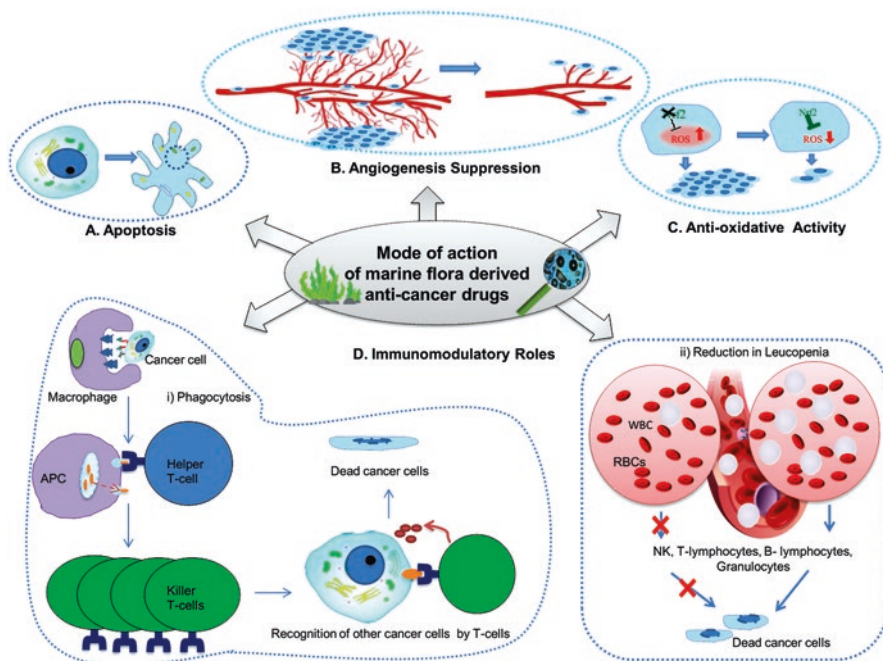 B. Angiogenesis Suppression
A. Apoptosis
Nrf2
ROS
Nrf2
ROS
C. Anti-oxidative Activity
Mode of action
of marine flora derived
anti-cancer drugs
D. Immunomodulatory Roles
Cancer cell
Macrophage
i) Phagocytosis
APC
Helper
T-cell
Killer
T-cells
Dead cancer cells
Recognition of other cancer cells by T-cells
ii) Reduction in Leucopenia
WBC
RBCs
NK, T-lymphocytes, B- lymphocytes,
Granulocytes
Dead cancer cells